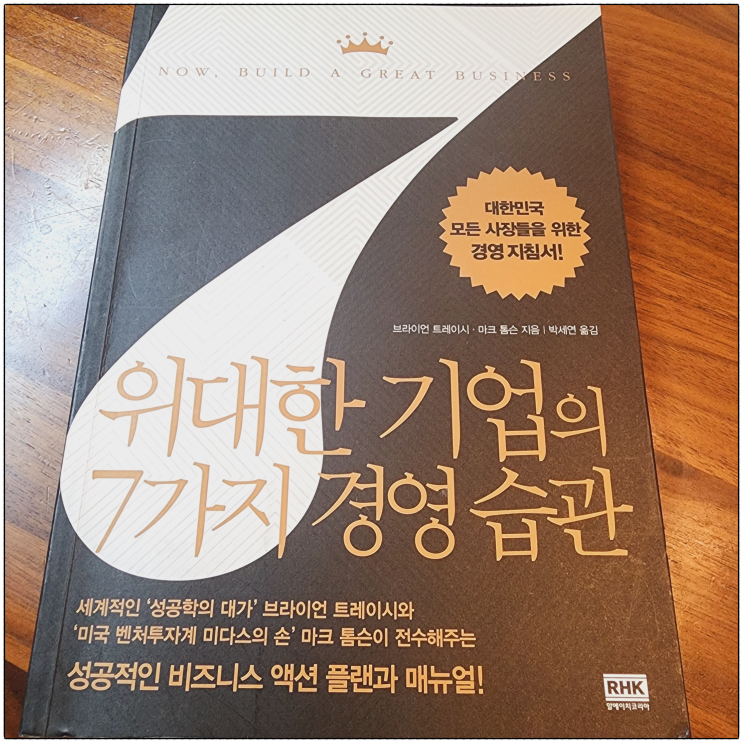 NOW, BUILD A GREAT BUSINESS
7
대한민국
모든 사장들을 위한
경영 지침서!
브라이언 트레이시 · 마크 톰슨 지음 | 박세연 옮김
위대한 기업의
7가지 경영 습관
세계적인 ‘성공학의 대가’ 브라이언 트레이시와
‘미국 벤처투자계 미다스의 손’ 마크 톰슨이 전수해주는
성공적인 비즈니스 액션 플랜과 매뉴얼!
RHK
알에이치코리아